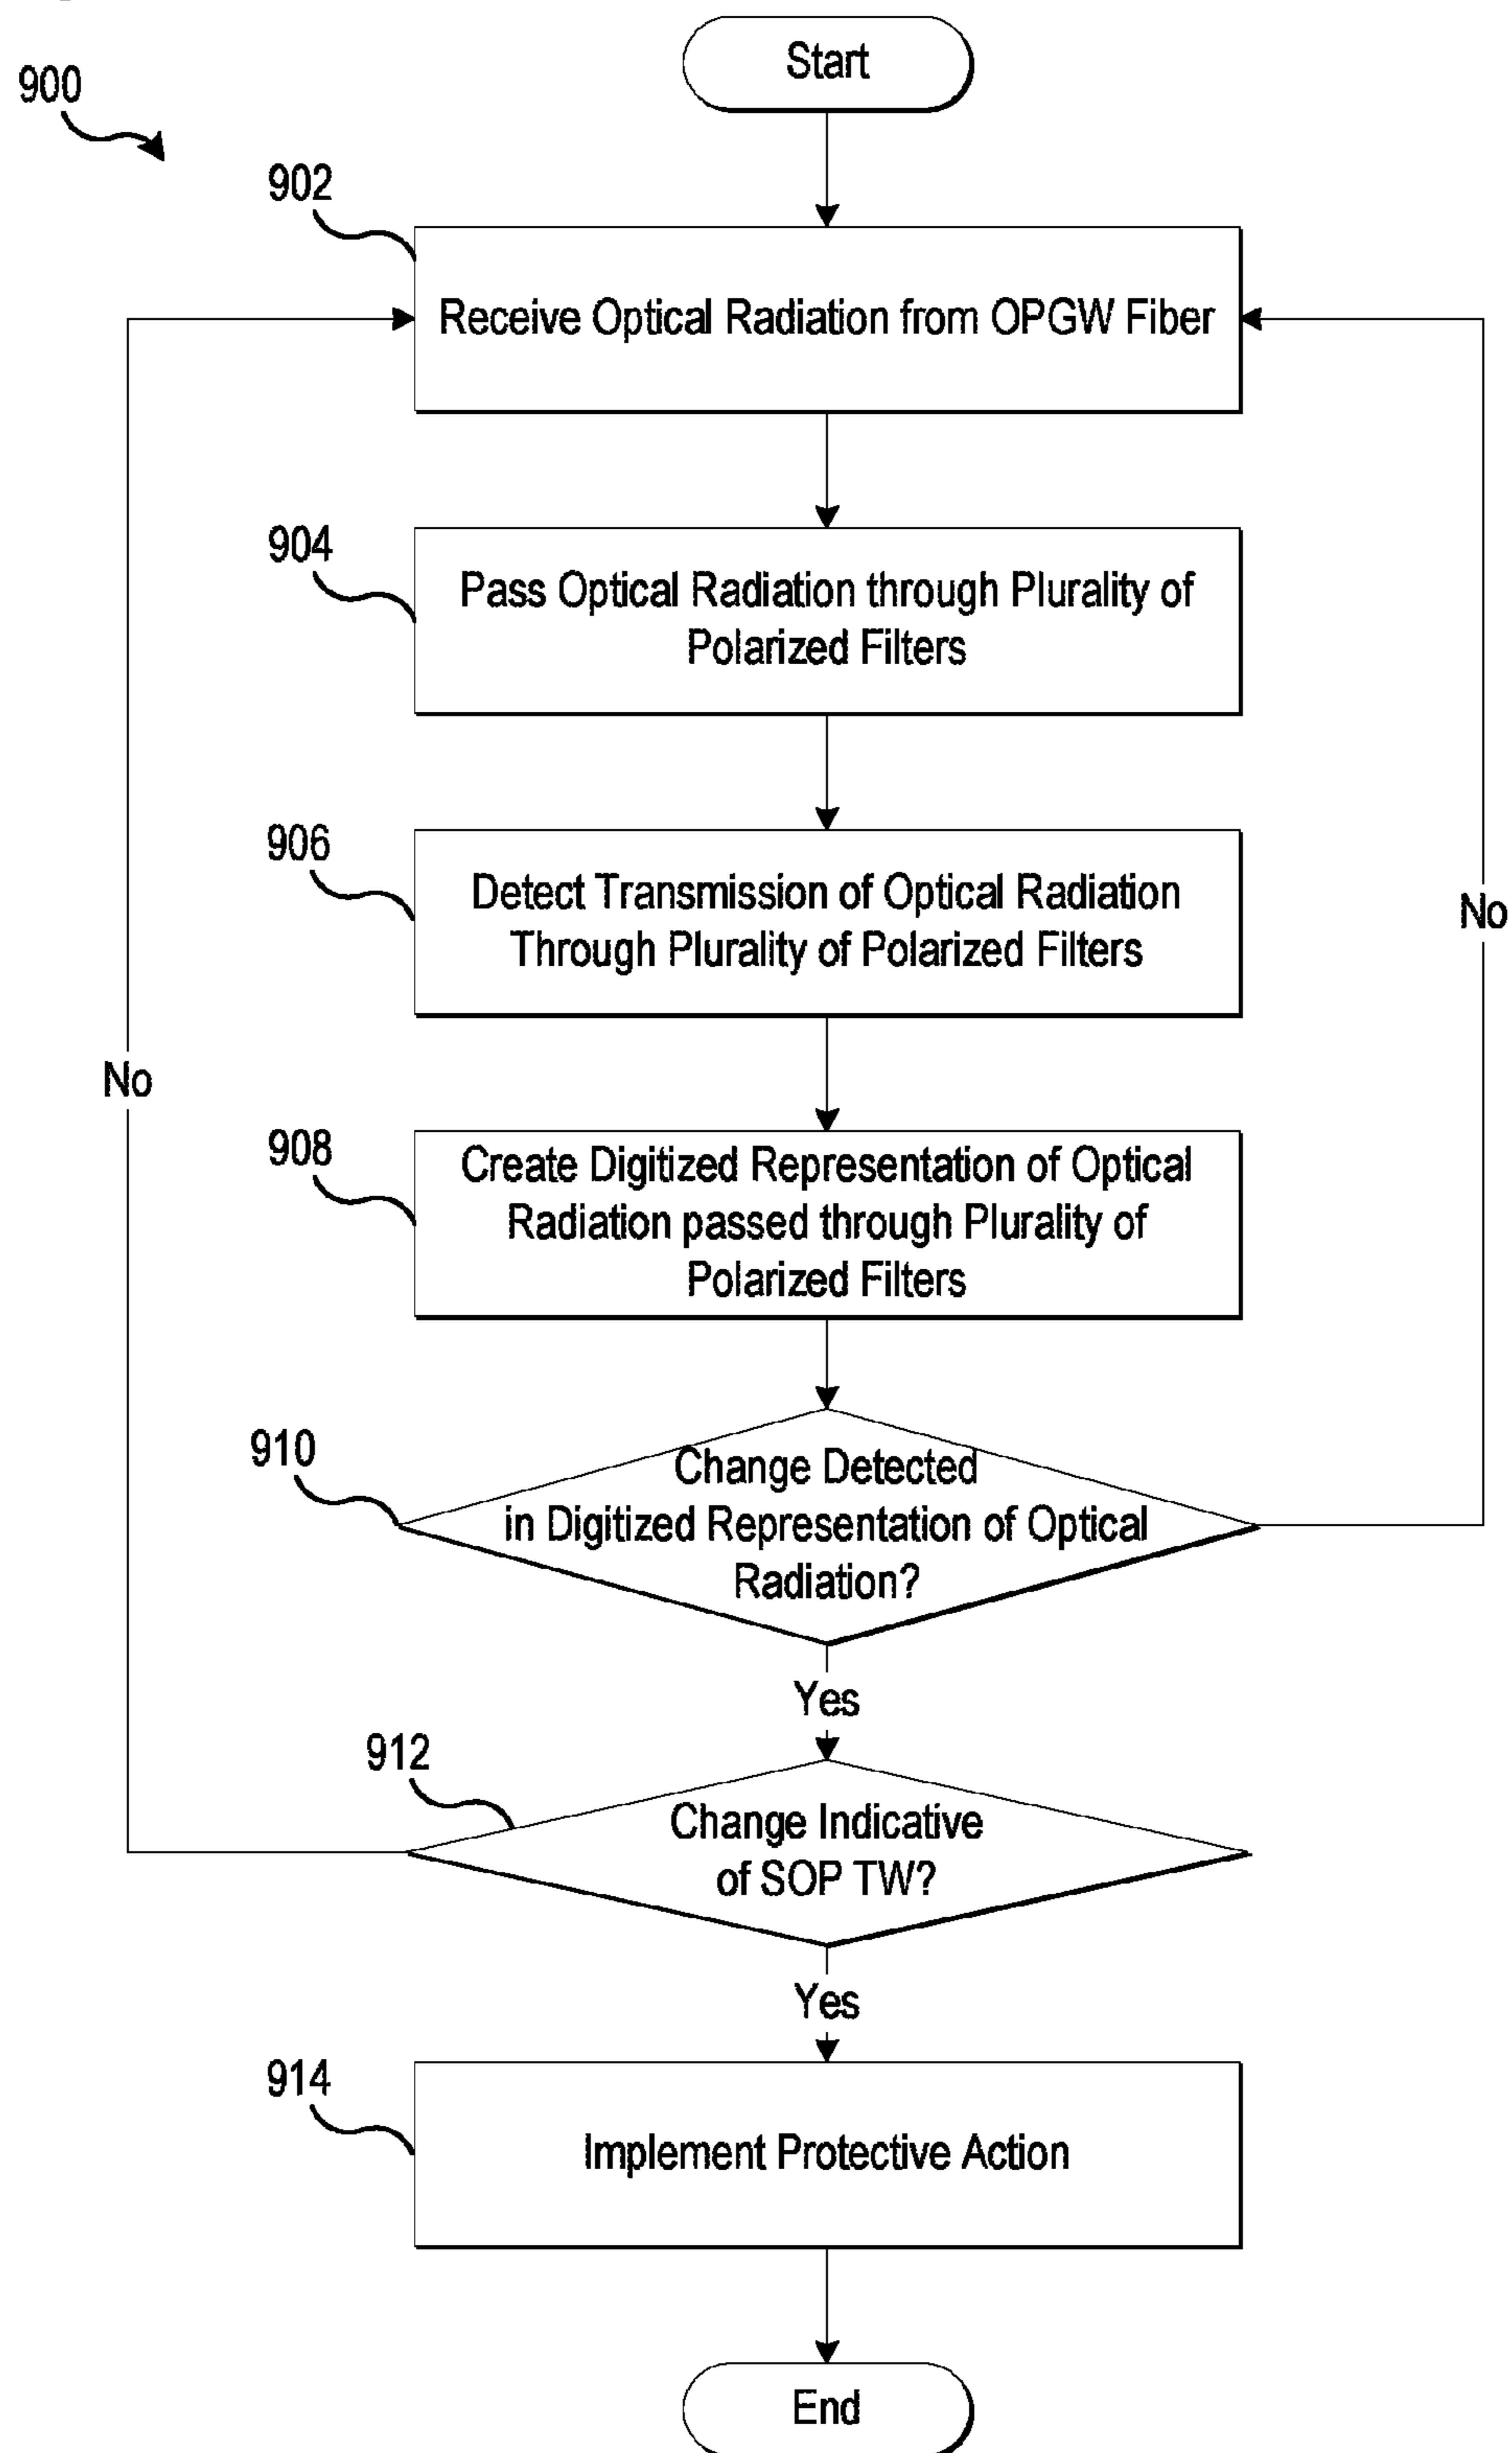 Start
900
902
Receive Optical Radiation from OPGW Fiber
904
Pass Optical Radiation through Plurality of
Polarized Filters
906
Detect Transmission of Optical Radiation
Through Plurality of Polarized Filters
No
No
908
Create Digitized Representation of Optical
Radiation passed through Plurality of
Polarized Filters
910
Change Detected
in Digitized Representation of Optical
Radiation?
Yes
912
Change Indicative
of SOP TW?
Yes
914
Implement Protective Action
End